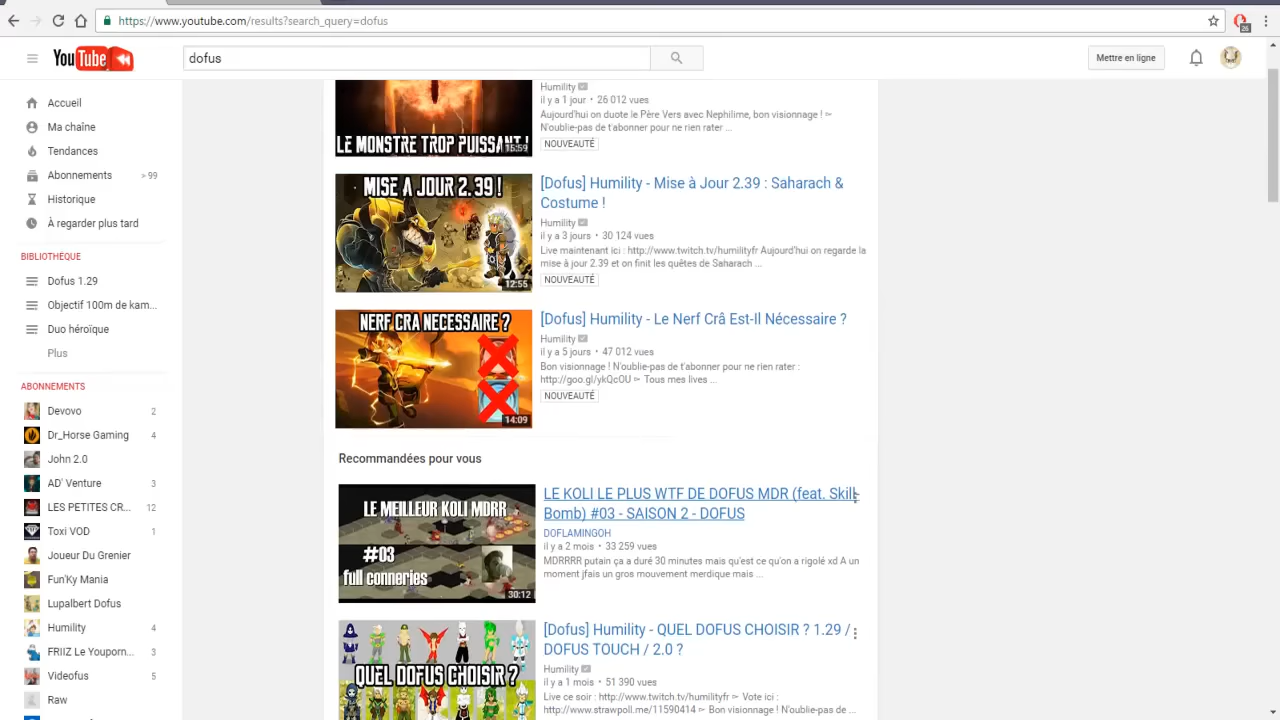 https://www.youtube.com/results?search_query=dofus
26
YouTube
dofus
Mettre en ligne
Accueil
Ma chaîne
Tendances
Abonnements > 99
Historique
À regarder plus tard
BIBLIOTHÈQUE
Dofus 1.29
Objectif 100m de kam...
Duo héroïque
Plus
ABONNEMENTS
Devovo 2
Dr_Horse Gaming 4
John 2.0
AD' Venture 3
LES PETITES CR... 12
Toxi VOD 1
Joueur Du Grenier
Fun'Ky Mania
Lupalbert Dofus
Humility 4
FRIIZ Le Youporn... 3
Videofus 5
Raw
LE MONSTRE TROP PUISSANT !
15:59
Humility
il y a 1 jour • 26 012 vues
Aujourd'hui on duote le Père Vers avec Nephilime, bon visionnage ! ➳
N'oublie-pas de t'abonner pour ne rien rater ...
NOUVEAUTÉ
MISE A JOUR 2.39 !
12:55
[Dofus] Humility - Mise à Jour 2.39 : Saharach &
Costume !
Humility
il y a 3 jours • 30 124 vues
Live maintenant ici : http://www.twitch.tv/humilityfr Aujourd'hui on regarde la
mise à jour 2.39 et on finit les quêtes de Saharach ...
NOUVEAUTÉ
NERF CRA NECESSAIRE ?
14:09
[Dofus] Humility - Le Nerf Crâ Est-Il Nécessaire ?
Humility
il y a 5 jours • 47 012 vues
Bon visionnage ! N'oublie-pas de t'abonner pour ne rien rater :
http://goo.gl/ykQcOU ➳ Tous mes lives ...
NOUVEAUTÉ
Recommandées pour vous
LE MEILLEUR KOLI MDRR
#03
full conneries
30:12
LE KOLI LE PLUS WTF DE DOFUS MDR (feat. Skill
Bomb) #03 - SAISON 2 - DOFUS
DOFLAMINGOH
il y a 2 mois • 33 259 vues
MDRRRR putain ça a duré 30 minutes mais qu'est ce qu'on a rigolé xd A un
moment jfais un gros mouvement merdique mais ...
QUEL DOFUS CHOISIR ?
[Dofus] Humility - QUEL DOFUS CHOISIR ? 1.29 /
DOFUS TOUCH / 2.0 ?
Humility
il y a 1 mois • 51 390 vues
Live ce soir : http://www.twitch.tv/humilityfr ➳ Vote ici :
http://www.strawpoll.me/11590414 ➳ Bon visionnage ! N'oublie-pas de ...